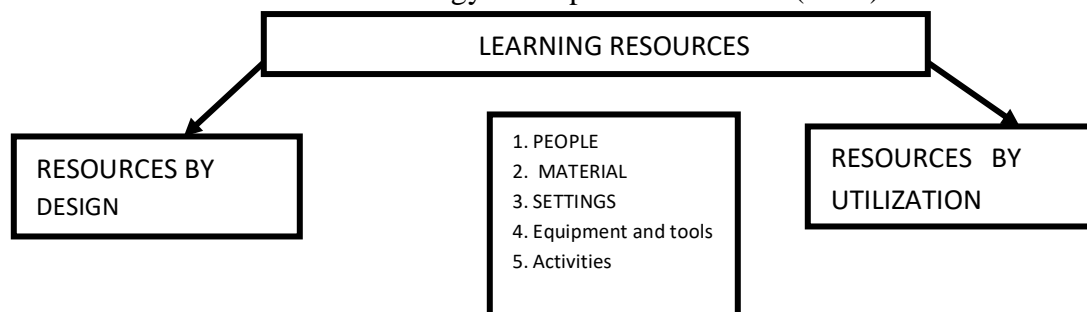 LEARNING RESOURCES
RESOURCES BY
DESIGN
1. PEOPLE
2. MATERIAL
3. SETTINGS
4. Equipment and tools
5. Activities
RESOURCES BY
UTILIZATION